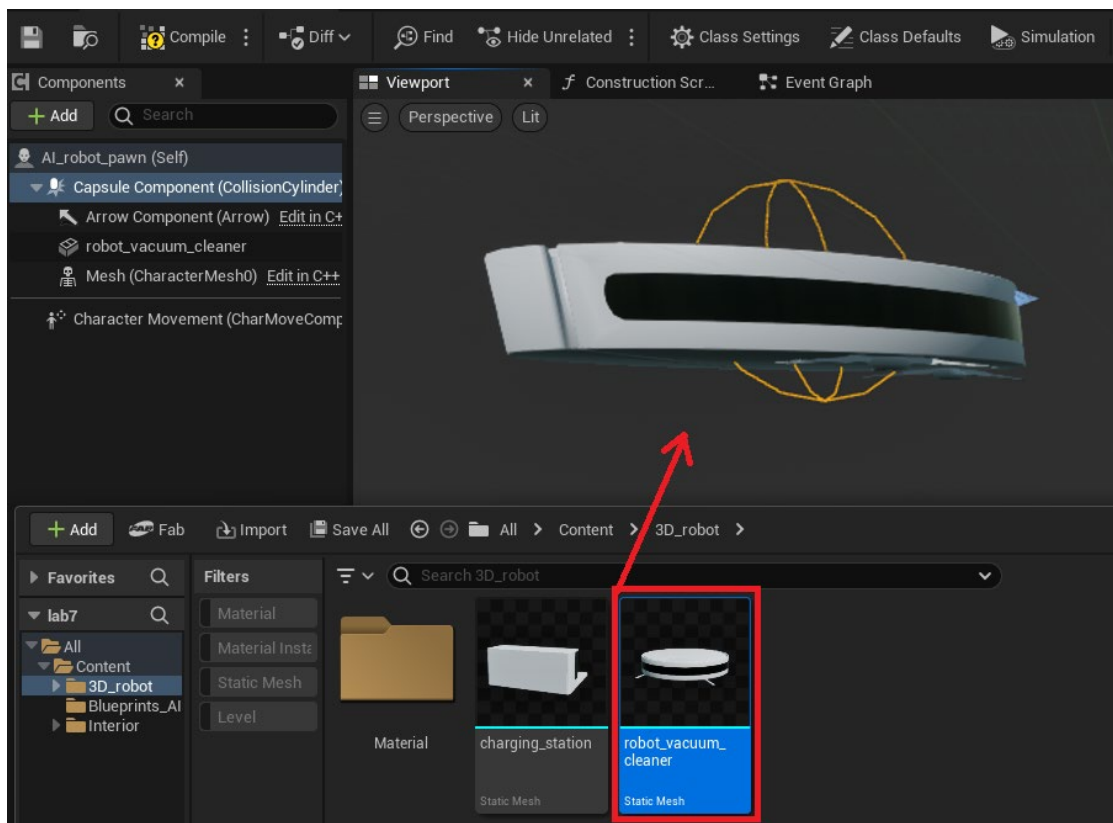 Compile
Diff
Find
Hide Unrelated
Class Settings
Class Defaults
Simulation
Components
+ Add
Search
AI_robot_pawn (Self)
Capsule Component (CollisionCylinder)
Arrow Component (Arrow) Edit in C+
robot_vacuum_cleaner
Mesh (CharacterMesh0) Edit in C++
Character Movement (CharMoveComp
Viewport
Construction Scr...
Event Graph
Perspective
Lit
+ Add
Fab
Import
Save All
All > Content > 3D_robot >
Favorites
lab7
All
Content
3D_robot
Blueprints_AI
Interior
Filters
Material
Material Insta
Static Mesh
Level
Search 3D_robot
Material
charging_station
Static Mesh
robot_vacuum_
cleaner
Static Mesh